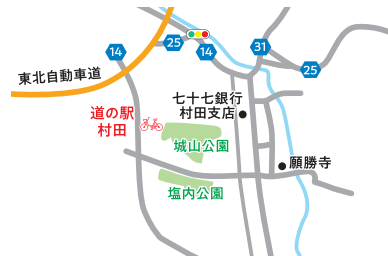 14
25
14
31
25
東北自動車道
七十七銀行
村田支店
道の駅
村田
城山公園
願勝寺
塩内公園